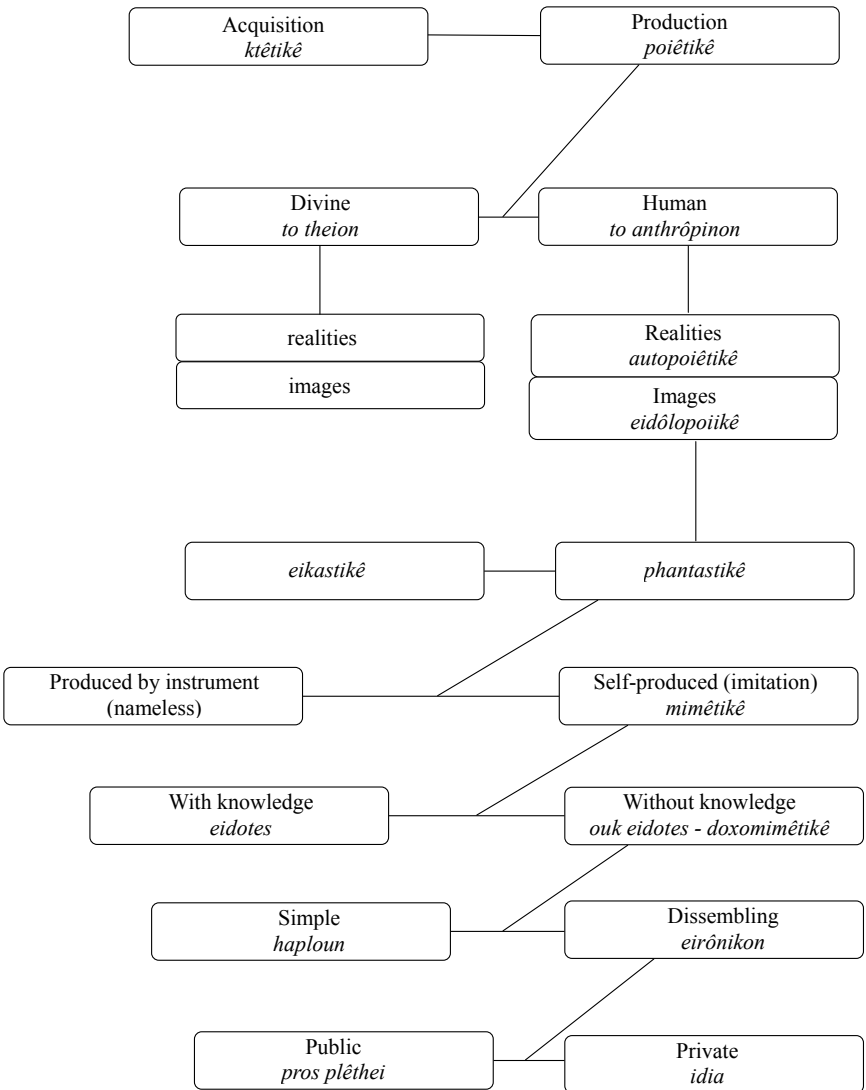 Acquisition
ktêtikê
Production
poiêtikê
Divine
to theion
Human
to anthrôpinon
realities
images
Realities
autopoiêtikê
Images
eidôlopoiikê
eikastikê
phantastikê
Produced by instrument
(nameless)
Self-produced (imitation)
mimêtikê
With knowledge
eidotes
Without knowledge
ouk eidotes - doxomimêtikê
Simple
haploun
Dissembling
eirônikon
Public
pros plêthei
Private
idia